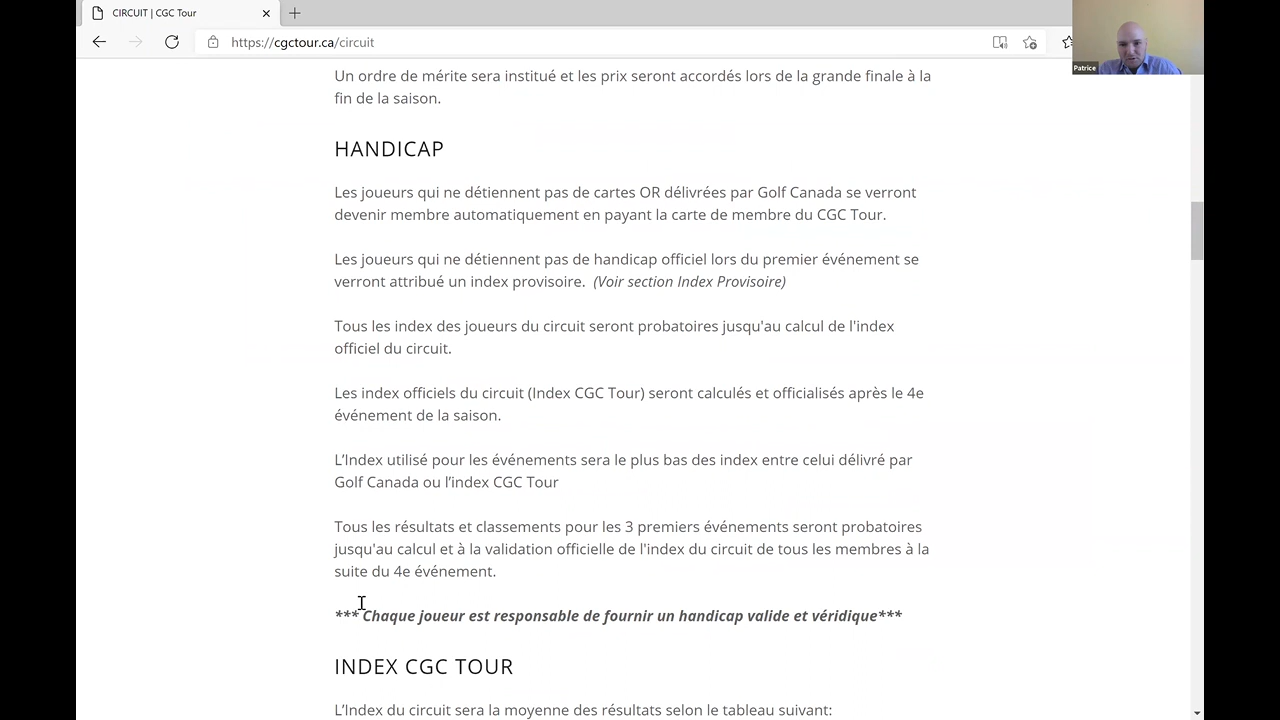 CIRCUIT | CGC Tour
https://cgctour.ca/circuit
Patrice
Un ordre de mérite sera institué et les prix seront accordés lors de la grande finale à la
fin de la saison.
HANDICAP
Les joueurs qui ne détiennent pas de cartes OR délivrées par Golf Canada se verront
devenir membre automatiquement en payant la carte de membre du CGC Tour.
Les joueurs qui ne détiennent pas de handicap officiel lors du premier événement se
verront attribué un index provisoire. (Voir section Index Provisoire)
Tous les index des joueurs du circuit seront probatoires jusqu'au calcul de l'index
officiel du circuit.
Les index officiels du circuit (Index CGC Tour) seront calculés et officialisés après le 4e
événement de la saison.
L’Index utilisé pour les événements sera le plus bas des index entre celui délivré par
Golf Canada ou l’index CGC Tour
Tous les résultats et classements pour les 3 premiers événements seront probatoires
jusqu'au calcul et à la validation officielle de l'index du circuit de tous les membres à la
suite du 4e événement.
*** Chaque joueur est responsable de fournir un handicap valide et véridique***
INDEX CGC TOUR
L’Index du circuit sera la moyenne des résultats selon le tableau suivant: